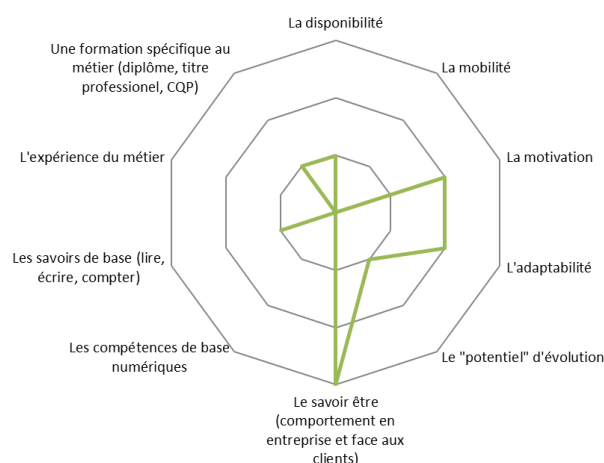 La disponibilité
La mobilité
La motivation
L'adaptabilité
Le "potentiel" d'évolution
Le savoir être
(comportement en
entreprise et face aux
clients)
Les compétences de base
numériques
Les savoirs de base (lire,
écrire, compter)
L'expérience du métier
Une formation spécifique au
métier (diplôme, titre
professionel, CQP)